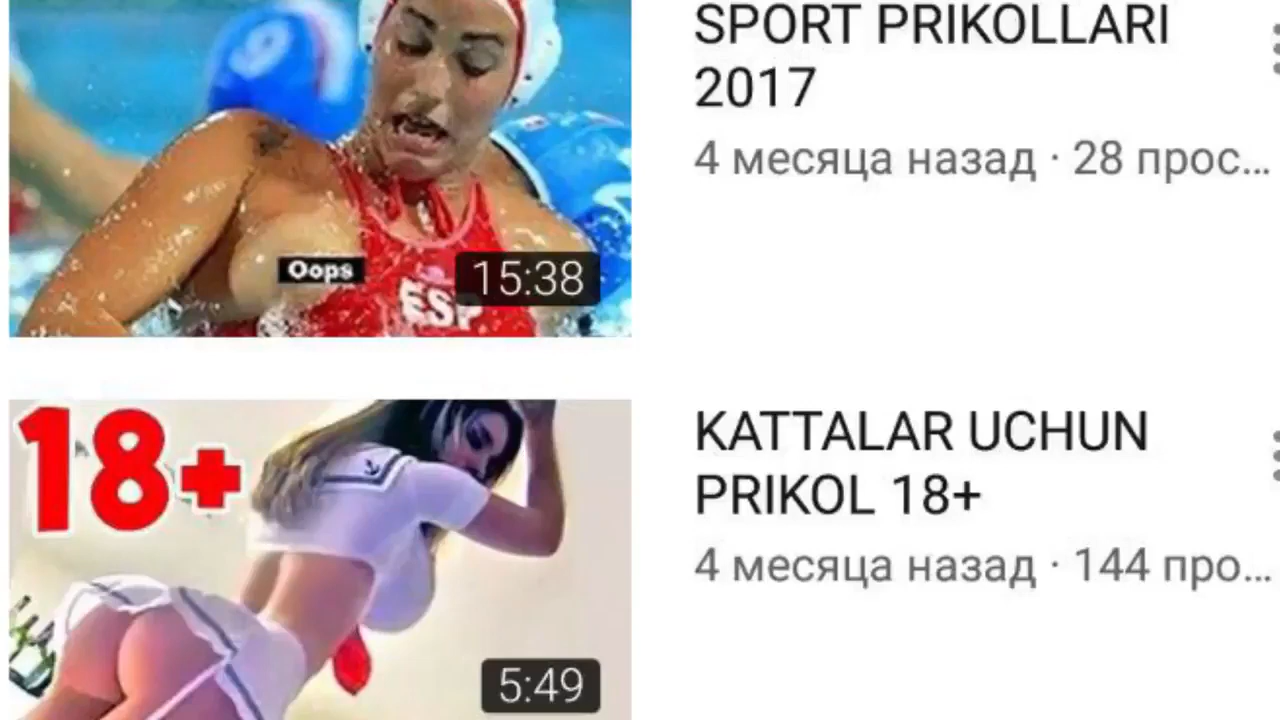 SPORT PRIKOLLARI
2017
4 месяца назад · 28 прос...
Oops
15:38
ESP
18+
KATTALAR UCHUN
PRIKOL 18+
4 месяца назад · 144 про...
5:49